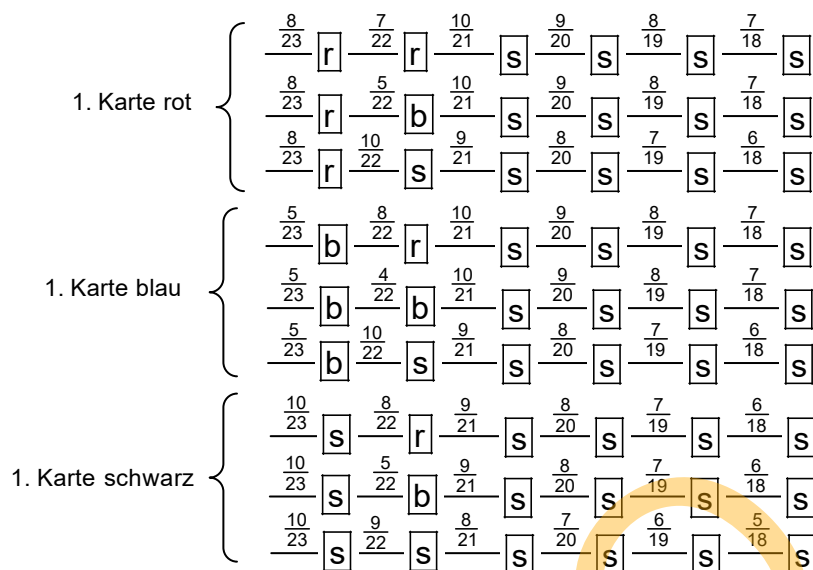 8/23 r 7/22 r 10/21 s 9/20 s 8/19 s 7/18 s
1. Karte rot
8/23 r 5/22 b 10/21 s 9/20 s 8/19 s 7/18 s
8/23 r 10/22 s 9/21 s 8/20 s 7/19 s 6/18 s
5/23 b 8/22 r 10/21 s 9/20 s 8/19 s 7/18 s
1. Karte blau
5/23 b 4/22 b 10/21 s 9/20 s 8/19 s 7/18 s
5/23 b 10/22 s 9/21 s 8/20 s 7/19 s 6/18 s
10/23 s 8/22 r 9/21 s 8/20 s 7/19 s 6/18 s
1. Karte schwarz
10/23 s 5/22 b 9/21 s 8/20 s 7/19 s 6/18 s
10/23 s 9/22 s 8/21 s 7/20 s 6/19 s 5/18 s